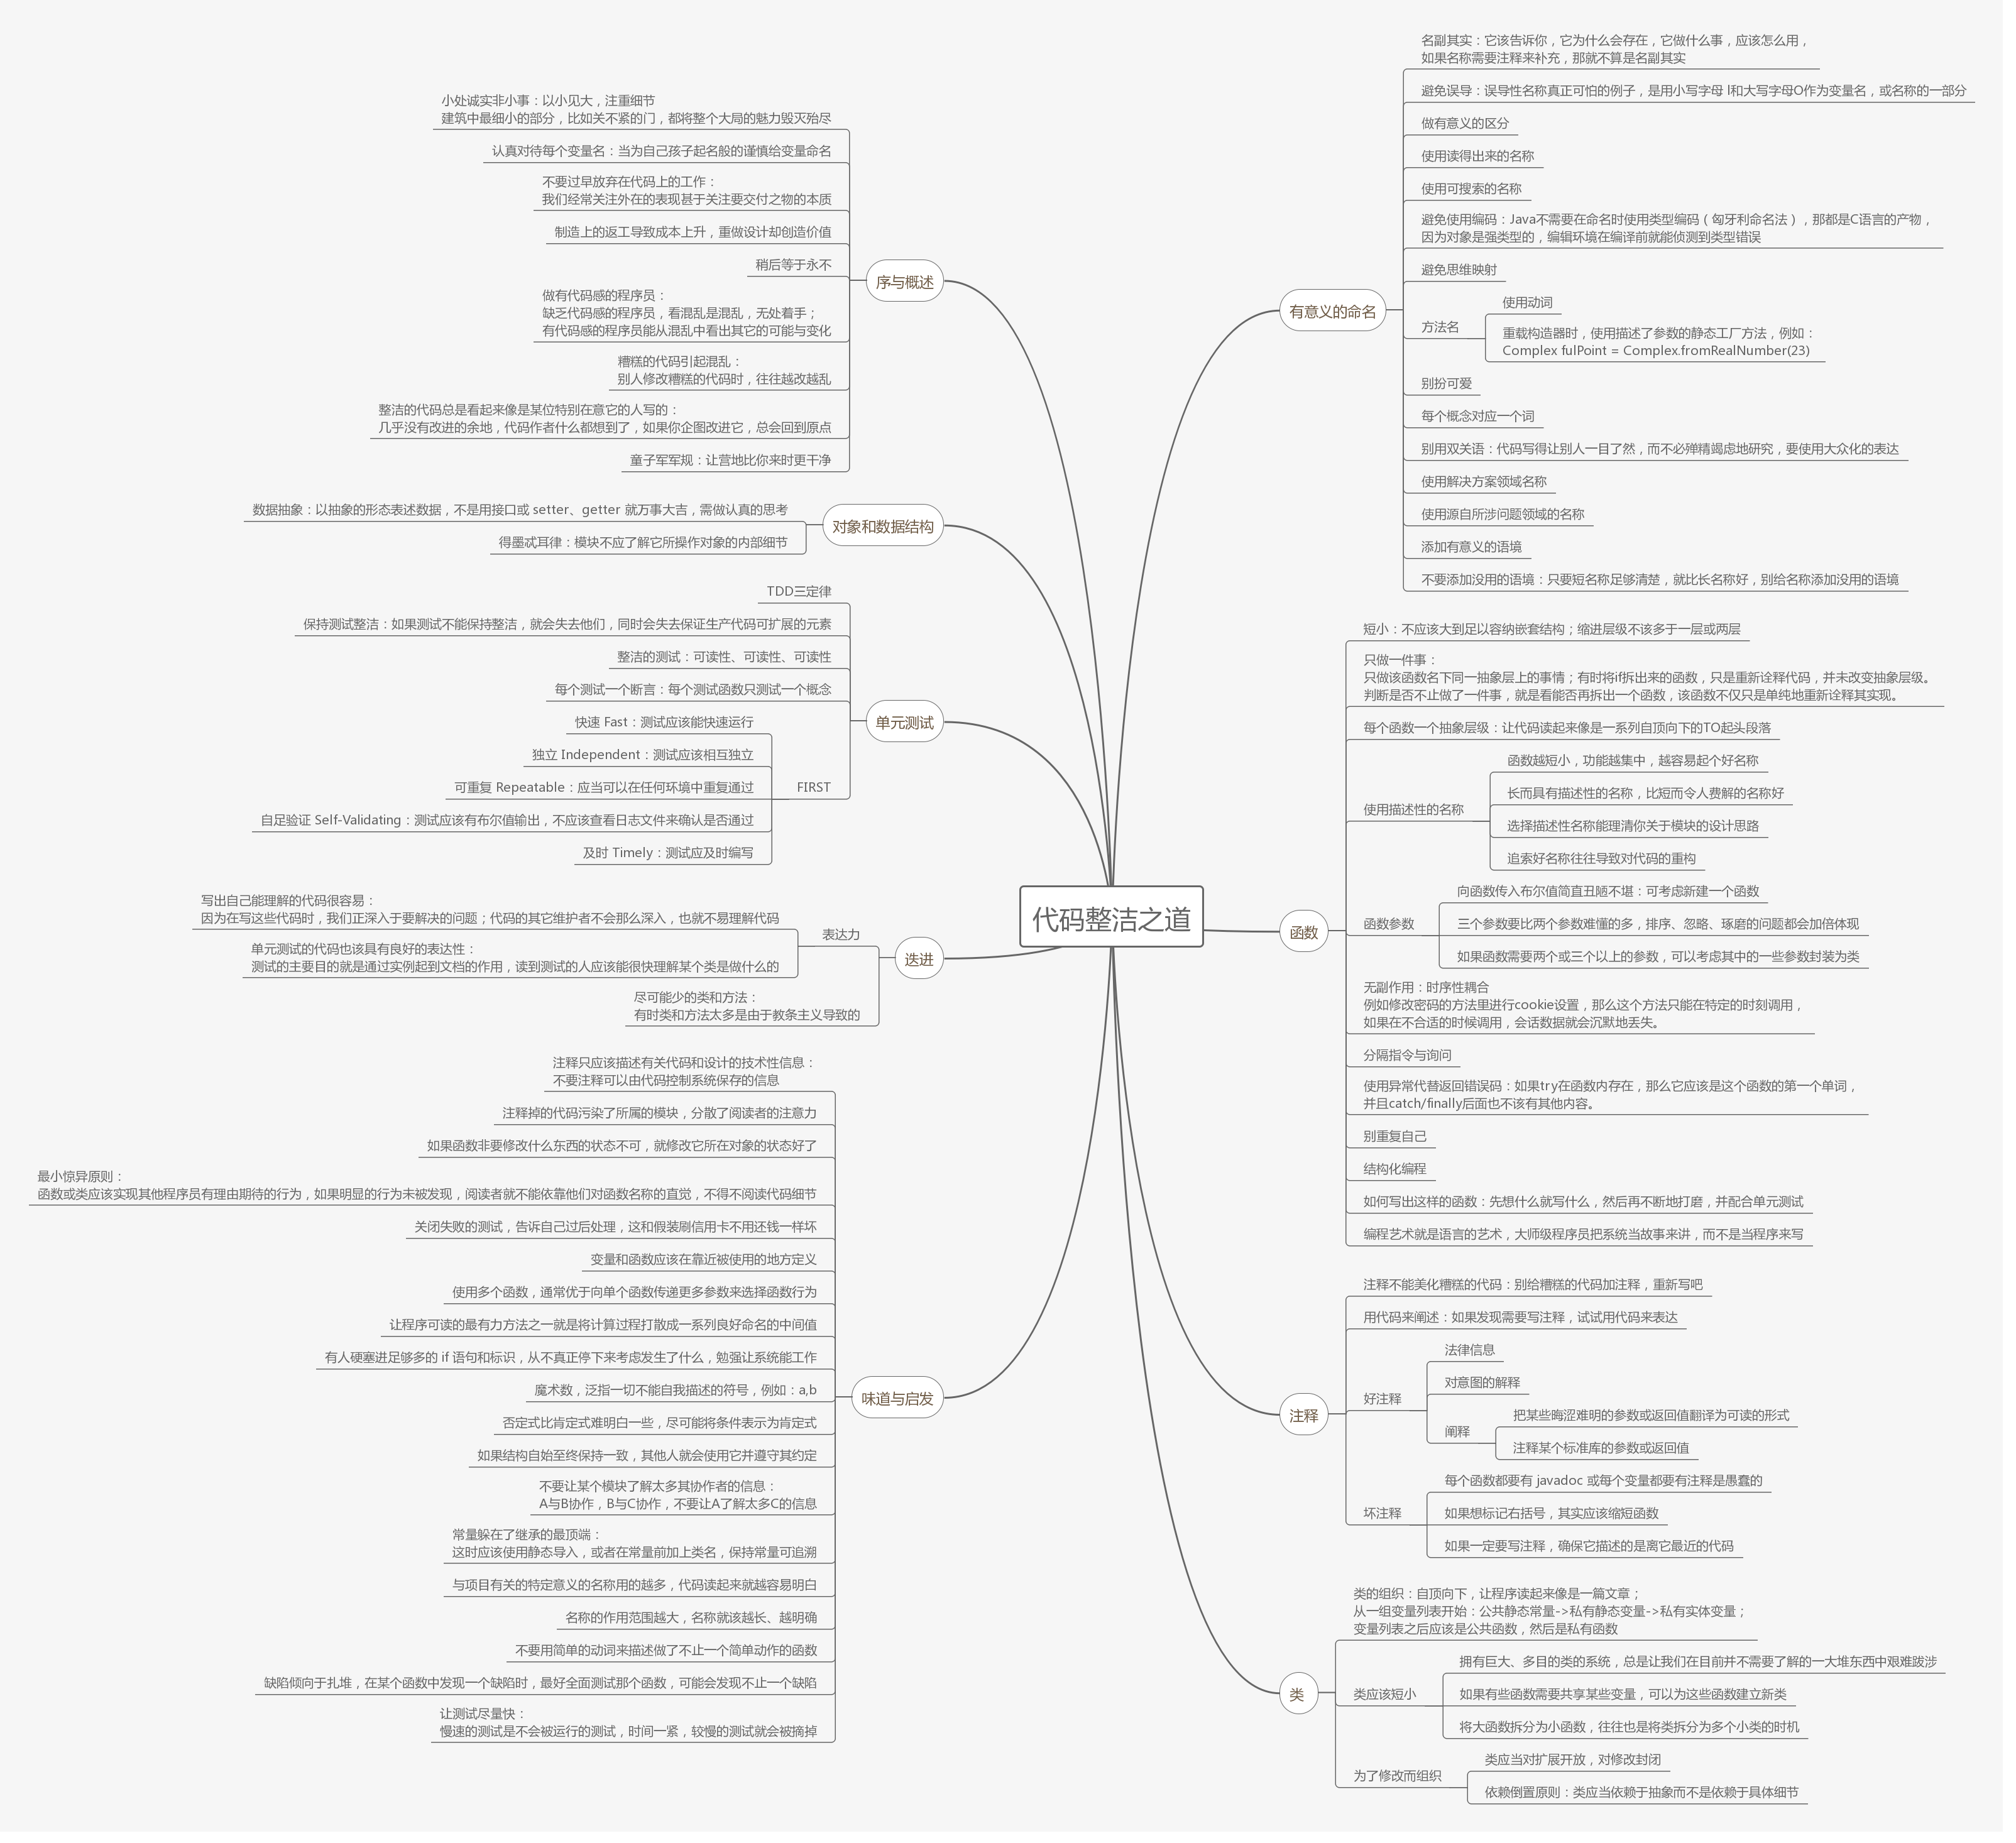 代码整洁之道
有意义的命名
名副其实：它该告诉你，它为什么会存在，它做什么事，应该怎么用，
如果名称需要注释来补充，那就不算是名副其实
避免误导：误导性名称真正可怕的例子，是用小写字母 l和大写字母O作为变量名，或名称的一部分
做有意义的区分
使用读得出来的名称
使用可搜索的名称
避免使用编码：Java不需要在命名时使用类型编码（匈牙利命名法），那都是C语言的产物，
因为对象是强类型的，编辑环境在编译前就能侦测到类型错误
避免思维映射
方法名
使用动词
重载构造器时，使用描述了参数的静态工厂方法，例如：
Complex fulPoint = Complex.fromRealNumber(23)
别扮可爱
每个概念对应一个词
别用双关语：代码写得让别人一目了然，而不必殚精竭虑地研究，要使用大众化的表达
使用解决方案领域名称
使用源自所涉问题领域的名称
添加有意义的语境
不要添加没用的语境：只要短名称足够清楚，就比长名称好，别给名称添加没用的语境
函数
短小：不应该大到足以容纳嵌套结构；缩进层级不该多于一层或两层
只做一件事：
只做该函数名下同一抽象层上的事情；有时将if拆出来的函数，只是重新诠释代码，并未改变抽象层级。
判断是否不止做了一件事，就是看能否再拆出一个函数，该函数不仅只是单纯地重新诠释其实现。
每个函数一个抽象层级：让代码读起来像是一系列自顶向下的TO起头段落
使用描述性的名称
函数越短小，功能越集中，越容易起个好名称
长而具有描述性的名称，比短而令人费解的名称好
选择描述性名称能理清你关于模块的设计思路
追索好名称往往导致对代码的重构
函数参数
向函数传入布尔值简直丑陋不堪：可考虑新建一个函数
三个参数要比两个参数难懂的多，排序、忽略、琢磨的问题都会加倍体现
如果函数需要两个或三个以上的参数，可以考虑其中的一些参数封装为类
无副作用：时序性耦合
例如修改密码的方法里进行cookie设置，那么这个方法只能在特定的时刻调用，
如果在不合适的时候调用，会话数据就会沉默地丢失。
分隔指令与询问
使用异常代替返回错误码：如果try在函数内存在，那么它应该是这个函数的第一个单词，
并且catch/finally后面也不该有其他内容。
别重复自己
结构化编程
如何写出这样的函数：先想什么就写什么，然后再不断地打磨，并配合单元测试
编程艺术就是语言的艺术，大师级程序员把系统当故事来讲，而不是当程序来写
注释
注释不能美化糟糕的代码：别给糟糕的代码加注释，重新写吧
用代码来阐述：如果发现需要写注释，试试用代码来表达
好注释
法律信息
对意图的解释
阐释
把某些晦涩难明的参数或返回值翻译为可读的形式
注释某个标准库的参数或返回值
坏注释
每个函数都要有 javadoc 或每个变量都要有注释是愚蠢的
如果想标记右括号，其实应该缩短函数
如果一定要写注释，确保它描述的是离它最近的代码
类
类的组织：自顶向下，让程序读起来像是一篇文章；
从一组变量列表开始：公共静态常量->私有静态变量->私有实体变量；
变量列表之后应该是公共函数，然后是私有函数
类应该短小
拥有巨大、多目的类的系统，总是让我们在目前并不需要了解的一大堆东西中艰难跋涉
如果有些函数需要共享某些变量，可以为这些函数建立新类
将大函数拆分为小函数，往往也是将类拆分为多个小类的时机
为了修改而组织
类应当对扩展开放，对修改封闭
依赖倒置原则：类应当依赖于抽象而不是依赖于具体细节
序与概述
小处诚实非小事：以小见大，注重细节
建筑中最细小的部分，比如关不紧的门，都将整个大局的魅力毁灭殆尽
认真对待每个变量名：当为自己孩子起名般的谨慎给变量命名
不要过早放弃在代码上的工作：
我们经常关注外在的表现甚于关注要交付之物的本质
制造上的返工导致成本上升，重做设计却创造价值
稍后等于永不
做有代码感的程序员：
缺乏代码感的程序员，看混乱是混乱，无处着手；
有代码感的程序员能从混乱中看出其它的可能与变化
糟糕的代码引起混乱：
别人修改糟糕的代码时，往往越改越乱
整洁的代码总是看起来像是某位特别在意它的人写的：
几乎没有改进的余地，代码作者什么都想到了，如果你企图改进它，总会回到原点
童子军军规：让营地比你来时更干净
对象和数据结构
数据抽象：以抽象的形态表述数据，不是用接口或 setter、getter 就万事大吉，需做认真的思考
得墨忒耳律：模块不应了解它所操作对象的内部细节
单元测试
TDD三定律
保持测试整洁：如果测试不能保持整洁，就会失去他们，同时会失去保证生产代码可扩展的元素
整洁的测试：可读性、可读性、可读性
每个测试一个断言：每个测试函数只测试一个概念
FIRST
快速 Fast：测试应该能快速运行
独立 Independent：测试应该相互独立
可重复 Repeatable：应当可以在任何环境中重复通过
自足验证 Self-Validating：测试应该有布尔值输出，不应该查看日志文件来确认是否通过
及时 Timely：测试应及时编写
迭进
表达力
写出自己能理解的代码很容易：
因为在写这些代码时，我们正深入于要解决的问题；代码的其它维护者不会那么深入，也就不易理解代码
单元测试的代码也该具有良好的表达性：
测试的主要目的就是通过实例起到文档的作用，读到测试的人应该能很快理解某个类是做什么的
尽可能少的类和方法：
有时类和方法太多是由于教条主义导致的
味道与启发
注释只应该描述有关代码和设计的技术性信息：
不要注释可以由代码控制系统保存的信息
注释掉的代码污染了所属的模块，分散了阅读者的注意力
如果函数非要修改什么东西的状态不可，就修改它所在对象的状态好了
最小惊异原则：
函数或类应该实现其他程序员有理由期待的行为，如果明显的行为未被发现，阅读者就不能依靠他们对函数名称的直觉，不得不阅读代码细节
关闭失败的测试，告诉自己过后处理，这和假装刷信用卡不用还钱一样坏
变量和函数应该在靠近被使用的地方定义
使用多个函数，通常优于向单个函数传递更多参数来选择函数行为
让程序可读的最有力方法之一就是将计算过程打散成一系列良好命名的中间值
有人硬塞进足够多的 if 语句和标识，从不真正停下来考虑发生了什么，勉强让系统能工作
魔术数，泛指一切不能自我描述的符号，例如：a,b
否定式比肯定式难明白一些，尽可能将条件表示为肯定式
如果结构自始至终保持一致，其他人就会使用它并遵守其约定
不要让某个模块了解太多其协作者的信息：
A与B协作，B与C协作，不要让A了解太多C的信息
常量躲在了继承的最顶端：
这时应该使用静态导入，或者在常量前加上类名，保持常量可追溯
与项目有关的特定意义的名称用的越多，代码读起来就越容易明白
名称的作用范围越大，名称就该越长、越明确
不要用简单的动词来描述做了不止一个简单动作的函数
缺陷倾向于扎堆，在某个函数中发现一个缺陷时，最好全面测试那个函数，可能会发现不止一个缺陷
让测试尽量快：
慢速的测试是不会被运行的测试，时间一紧，较慢的测试就会被摘掉